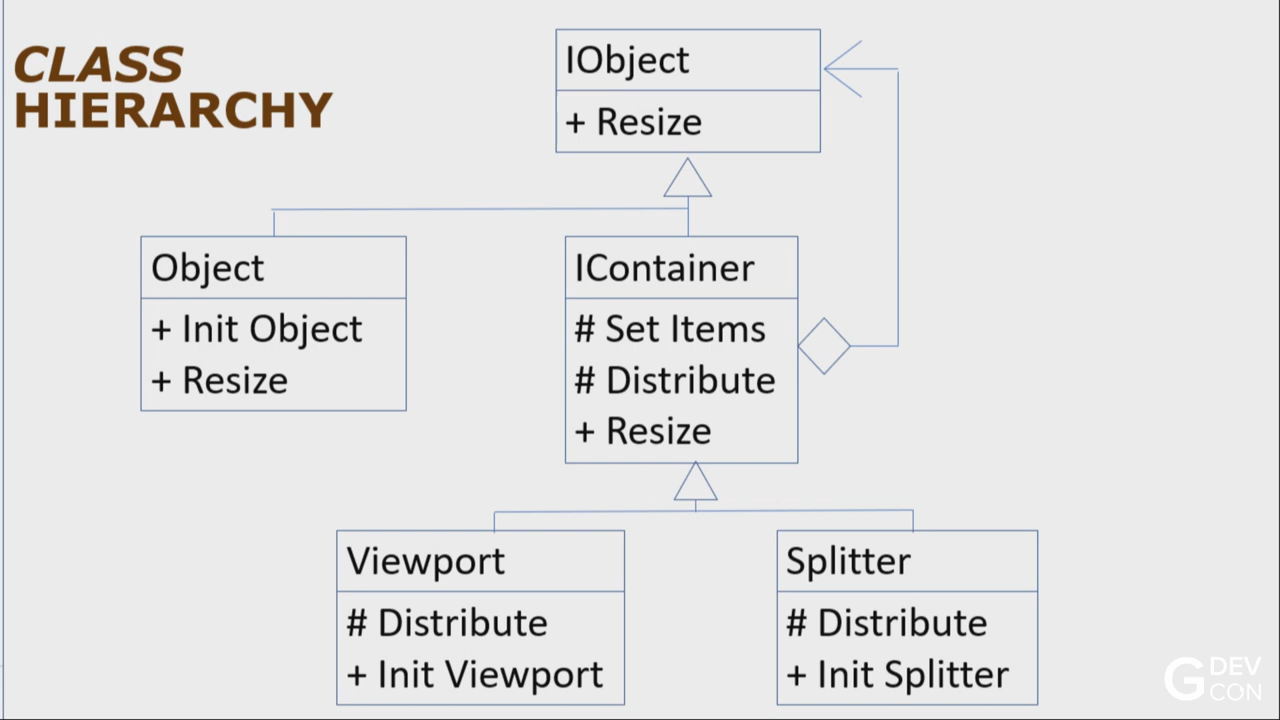 CLASS
HIERARCHY
IObject
+ Resize
Object
+ Init Object
+ Resize
IContainer
# Set Items
# Distribute
+ Resize
Viewport
# Distribute
+ Init Viewport
Splitter
# Distribute
+ Init Splitter
G DEV
CON